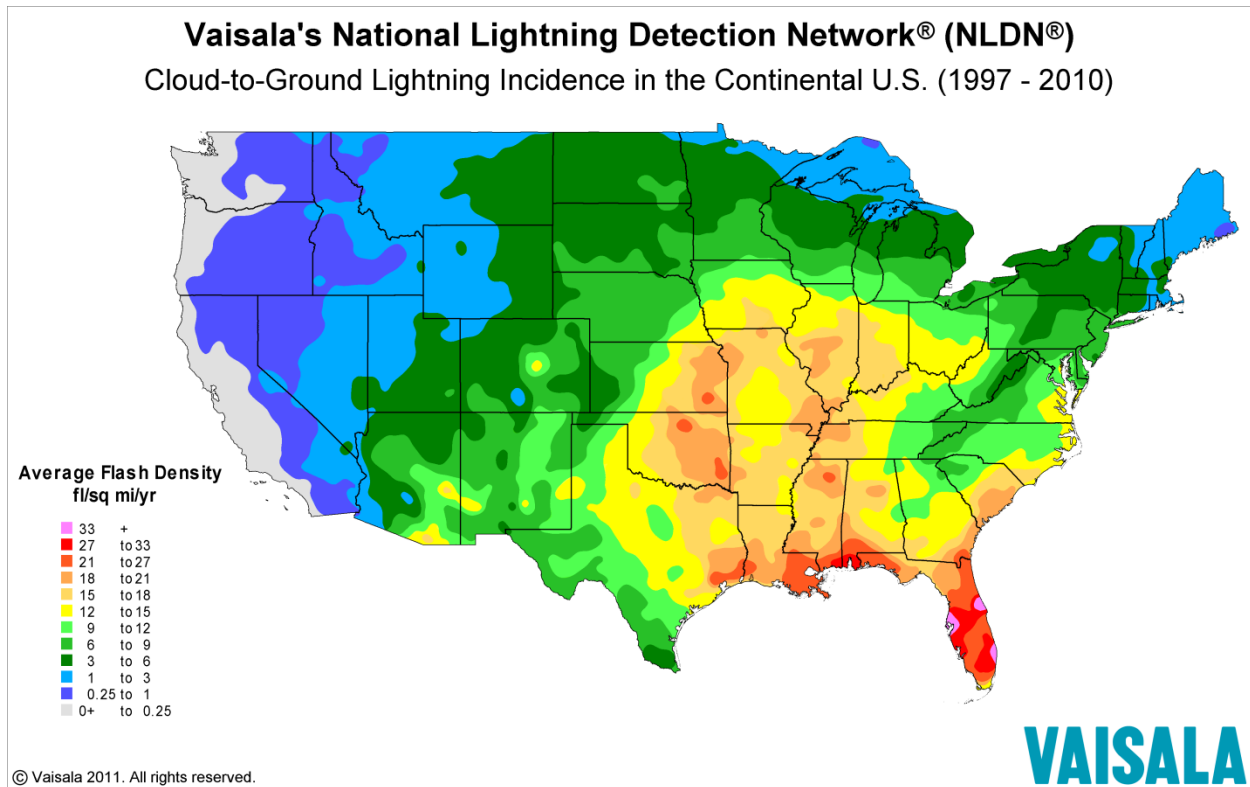 Vaisala's National Lightning Detection Network® (NLDN®)
Cloud-to-Ground Lightning Incidence in the Continental U.S. (1997 - 2010)
Average Flash Density
fl/sq mi/yr
33 +
27 to 33
21 to 27
18 to 21
15 to 18
12 to 15
9 to 12
6 to 9
3 to 6
1 to 3
0.25 to 1
0+ to 0.25
VAISALA
© Vaisala 2011. All rights reserved.